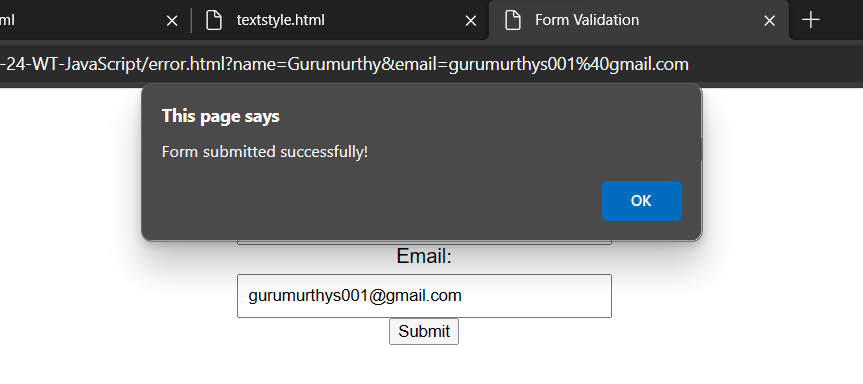 ml
textstyle.html
Form Validation
-24-WT-JavaScript/error.html?name=Gurumurthy&email=gurumurthys001%40gmail.com
This page says
Form submitted successfully!
OK
Email:
gurumurthys001@gmail.com
Submit